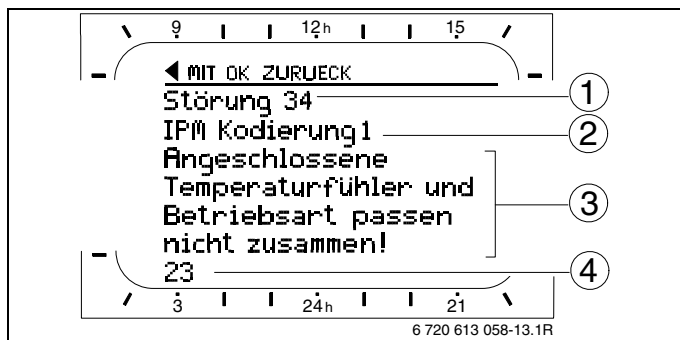 9 12h 15
MIT OK ZURUECK
Störung 34
1
IPM Kodierung1
2
Angeschlossene
Temperaturfühler und
Betriebsart passen
nicht zusammen!
3
23
4
3 24h 21
6 720 613 058-13.1R